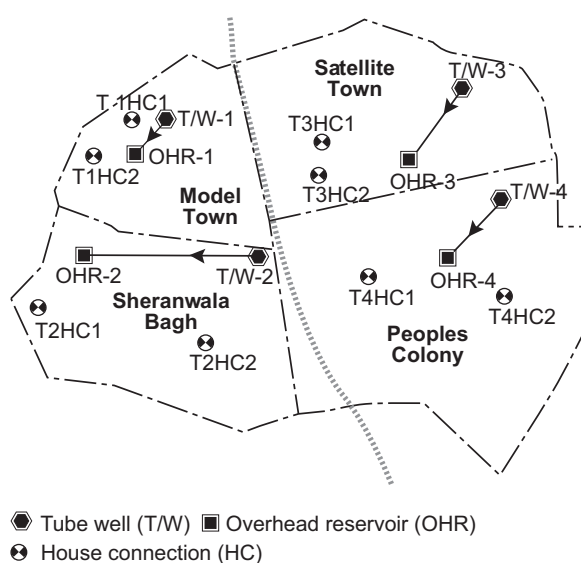 Satellite
Town
T/W-3
T 1HC1
T/W-1
T3HC1
OHR-1
T1HC2
OHR-3
T3HC2
T/W-4
Model
Town
OHR-2
T/W-2
OHR-4
T4HC1
T4HC2
Sheranwala
Bagh
T2HC1
T2HC2
Peoples
Colony
Tube well (T/W) Overhead reservoir (OHR)
House connection (HC)